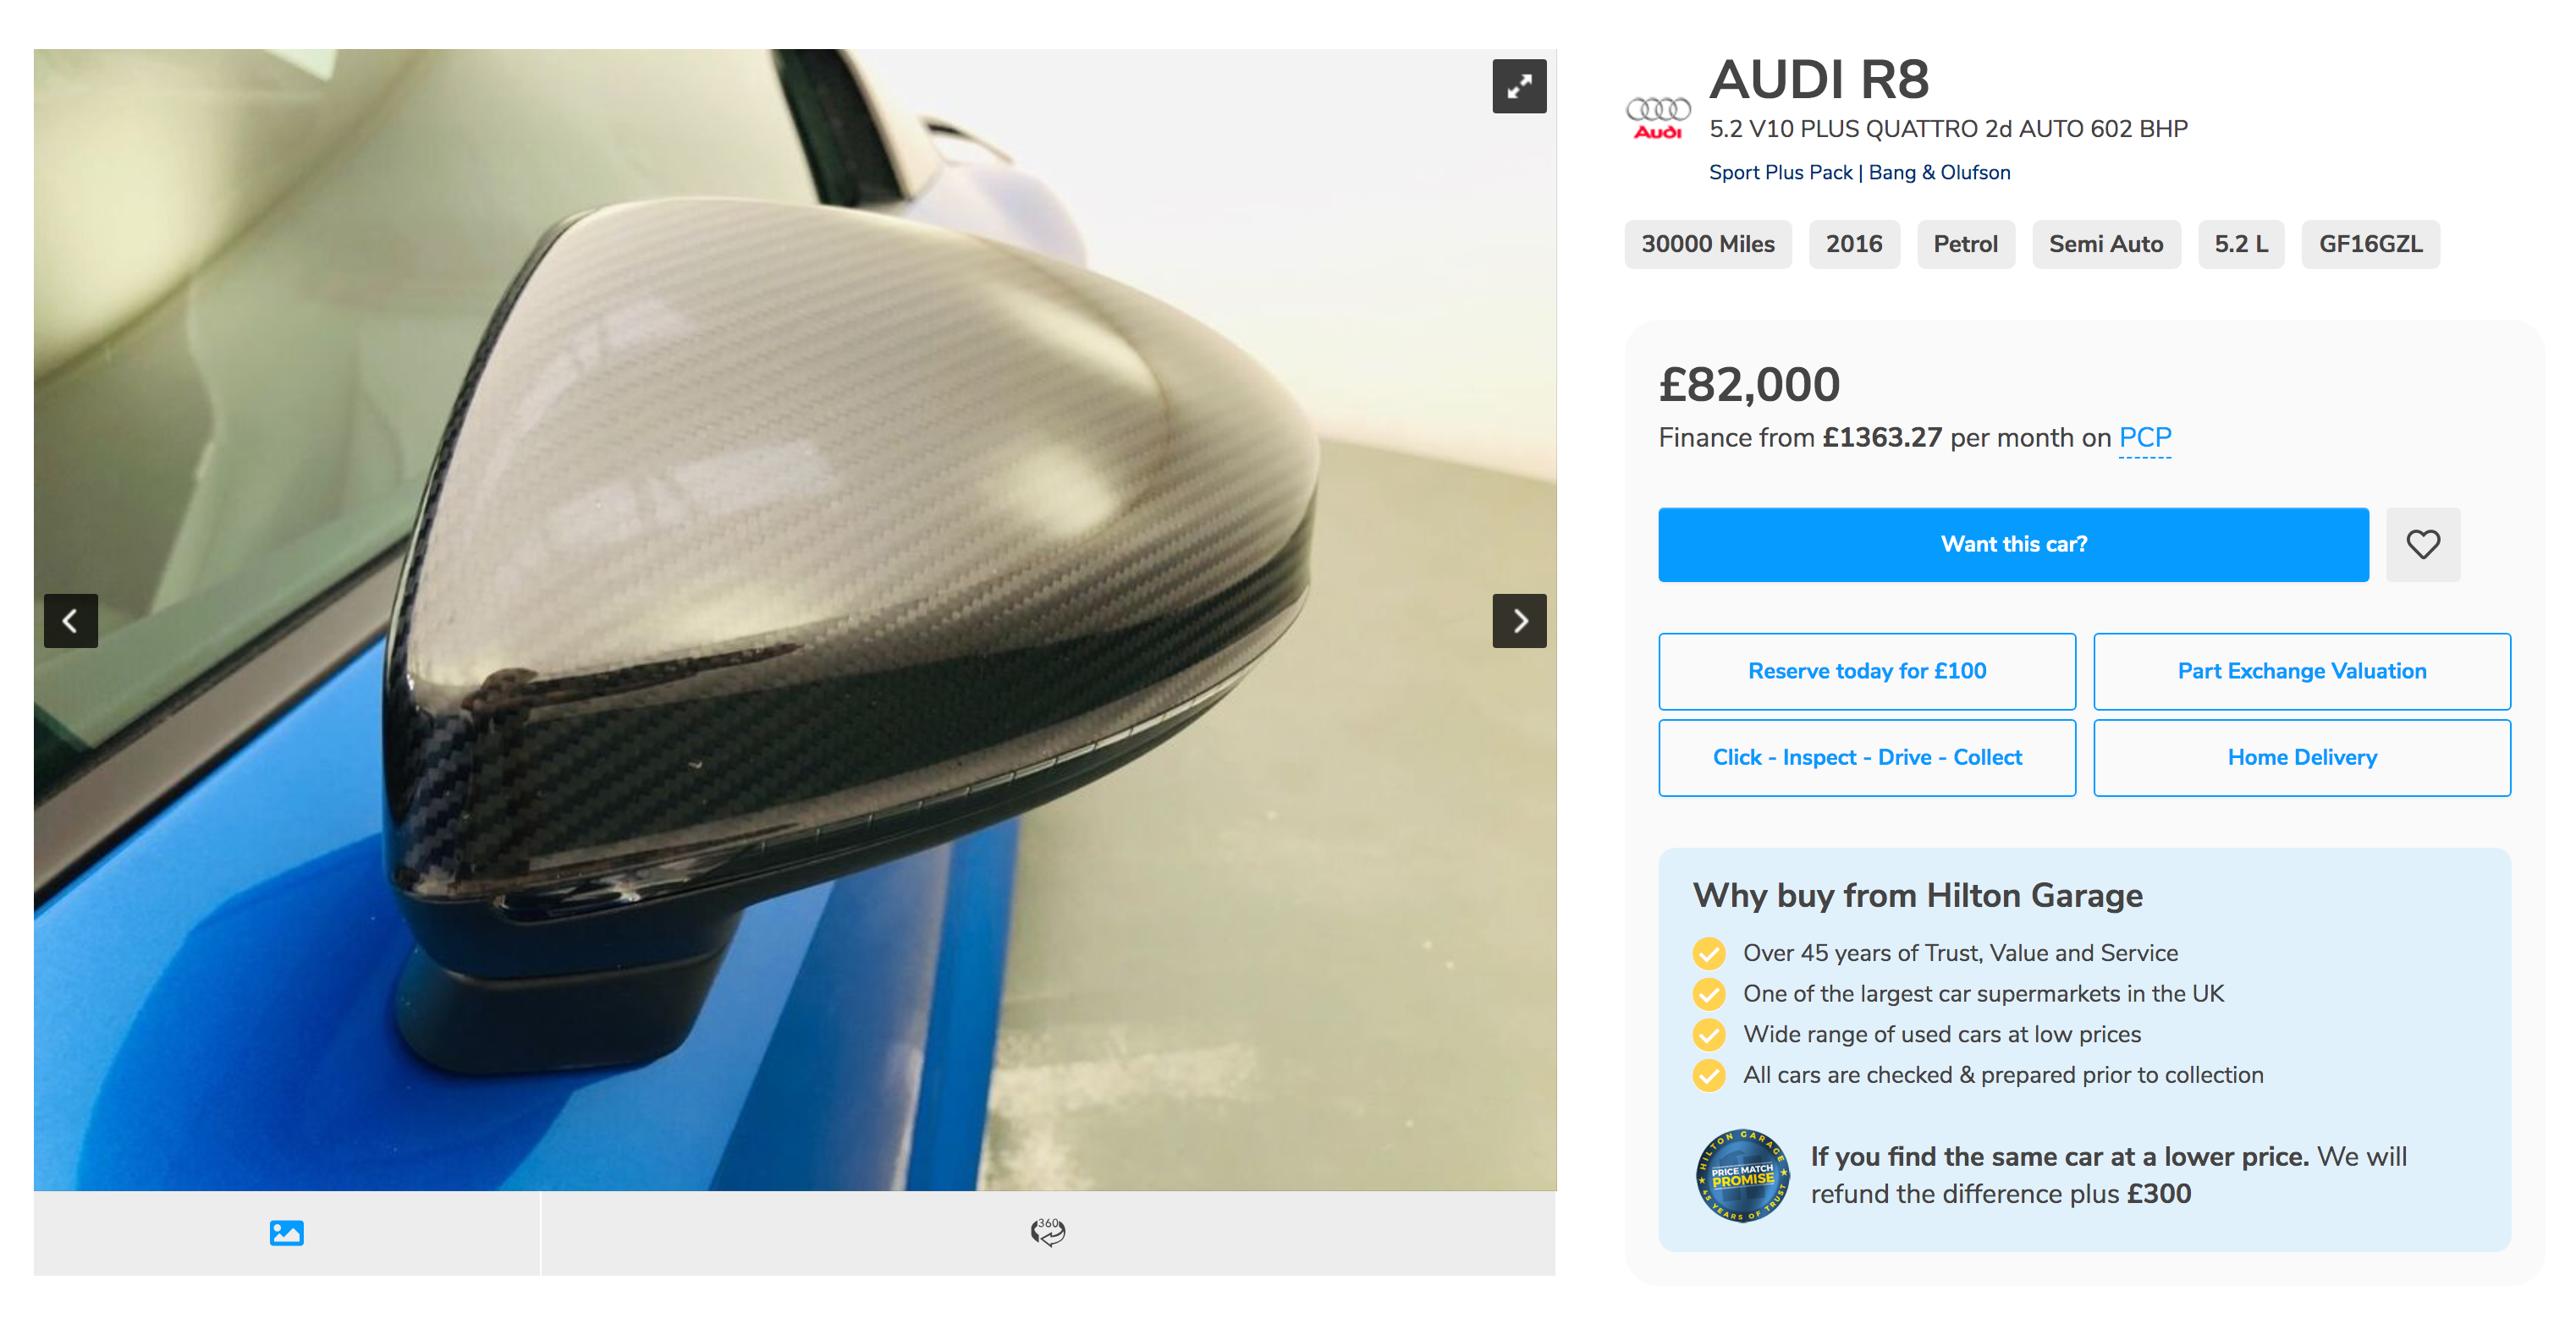 AUDI R8
Audi
5.2 V10 PLUS QUATTRO 2d AUTO 602 BHP
Sport Plus Pack | Bang & Olufson
30000 Miles
2016
Petrol
Semi Auto
5.2 L
GF16GZL
£82,000
Finance from £1363.27 per month on PCP
Want this car?
Reserve today for £100
Part Exchange Valuation
Click - Inspect - Drive - Collect
Home Delivery
Why buy from Hilton Garage
Over 45 years of Trust, Value and Service
One of the largest car supermarkets in the UK
Wide range of used cars at low prices
All cars are checked & prepared prior to collection
HILTON GARAGE
PRICE MATCH
PROMISE
45 YEARS OF TRUST
If you find the same car at a lower price. We will
refund the difference plus £300
360